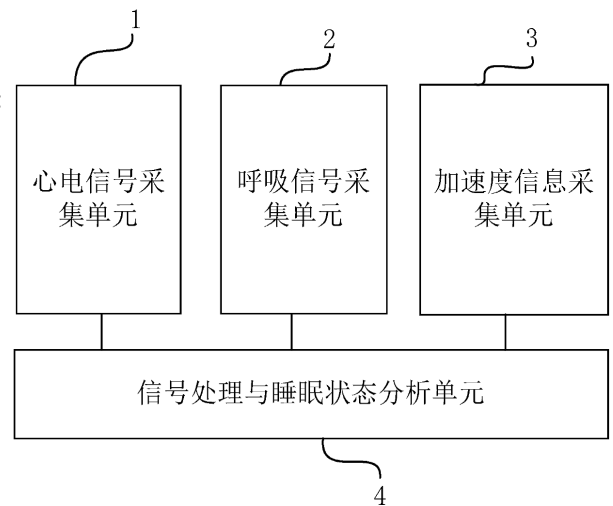 1
2
3
心电信号采
集单元
呼吸信号采
集单元
加速度信息采
集单元
信号处理与睡眠状态分析单元
4